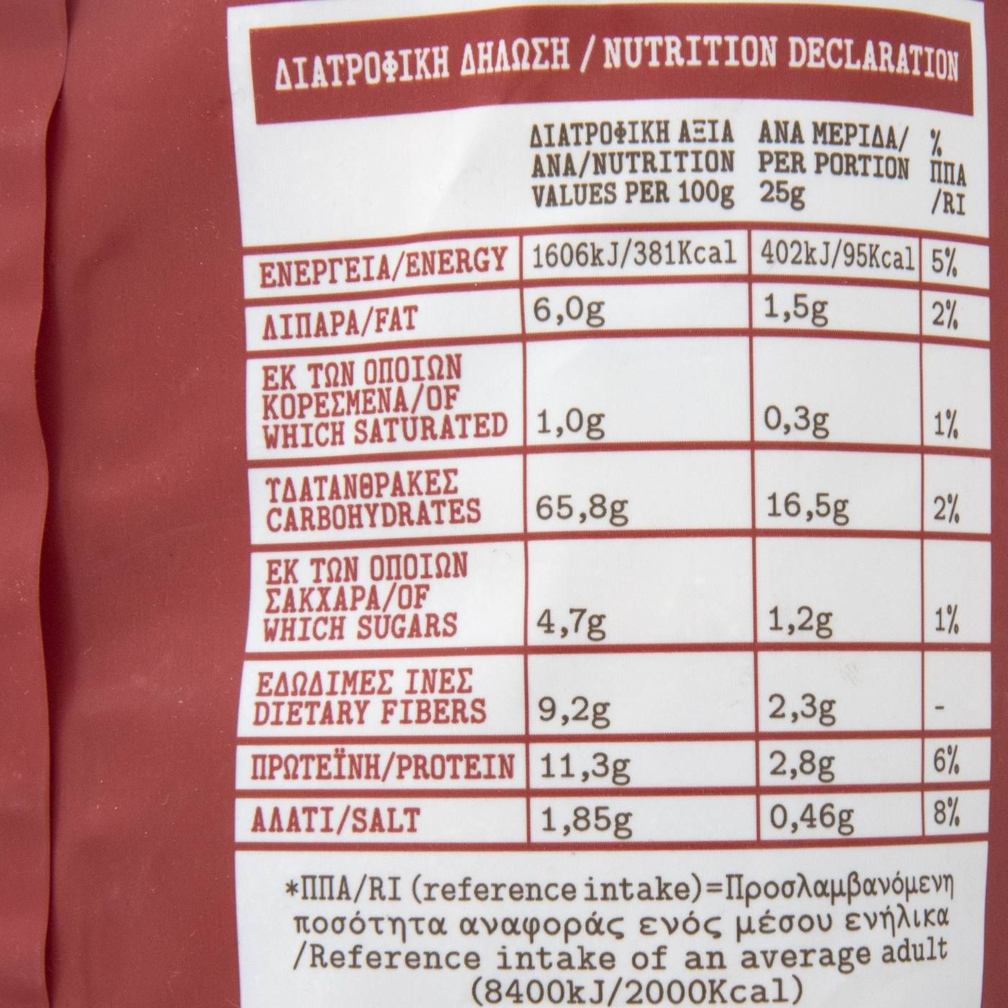 ΔΙΑΤΡΟΦΙΚΗ ΔΗΛΩΣΗ / NUTRITION DECLARATION
ΔΙΑΤΡΟΦΙΚΗ ΑΞΙΑ ΑΝΑ ΜΕΡΙΔΑ/ %
ΑΝΑ/NUTRITION PER PORTION ΠΠΑ
VALUES PER 100g 25g /RI
ΕΝΕΡΓΕΙΑ/ENERGY 1606kJ/381Kcal 402kJ/95Kcal 5%
ΛΙΠΑΡΑ/FAT 6,0g 1,5g 2%
ΕΚ ΤΩΝ ΟΠΟΙΩΝ
ΚΟΡΕΣΜΕΝΑ/OF
WHICH SATURATED 1,0g 0,3g 1%
ΥΔΑΤΑΝΘΡΑΚΕΣ
CARBOHYDRATES 65,8g 16,5g 2%
ΕΚ ΤΩΝ ΟΠΟΙΩΝ
ΣΑΚΧΑΡΑ/OF
WHICH SUGARS 4,7g 1,2g 1%
ΕΔΩΔΙΜΕΣ ΙΝΕΣ
DIETARY FIBERS 9,2g 2,3g -
ΠΡΩΤΕΪΝΗ/PROTEIN 11,3g 2,8g 6%
ΑΛΑΤΙ/SALT 1,85g 0,46g 8%
*ΠΠΑ/RI (reference intake)=Προσλαμβανόμενη
ποσότητα αναφοράς ενός μέσου ενήλικα
/Reference intake of an average adult
(8400kJ/2000Kcal)